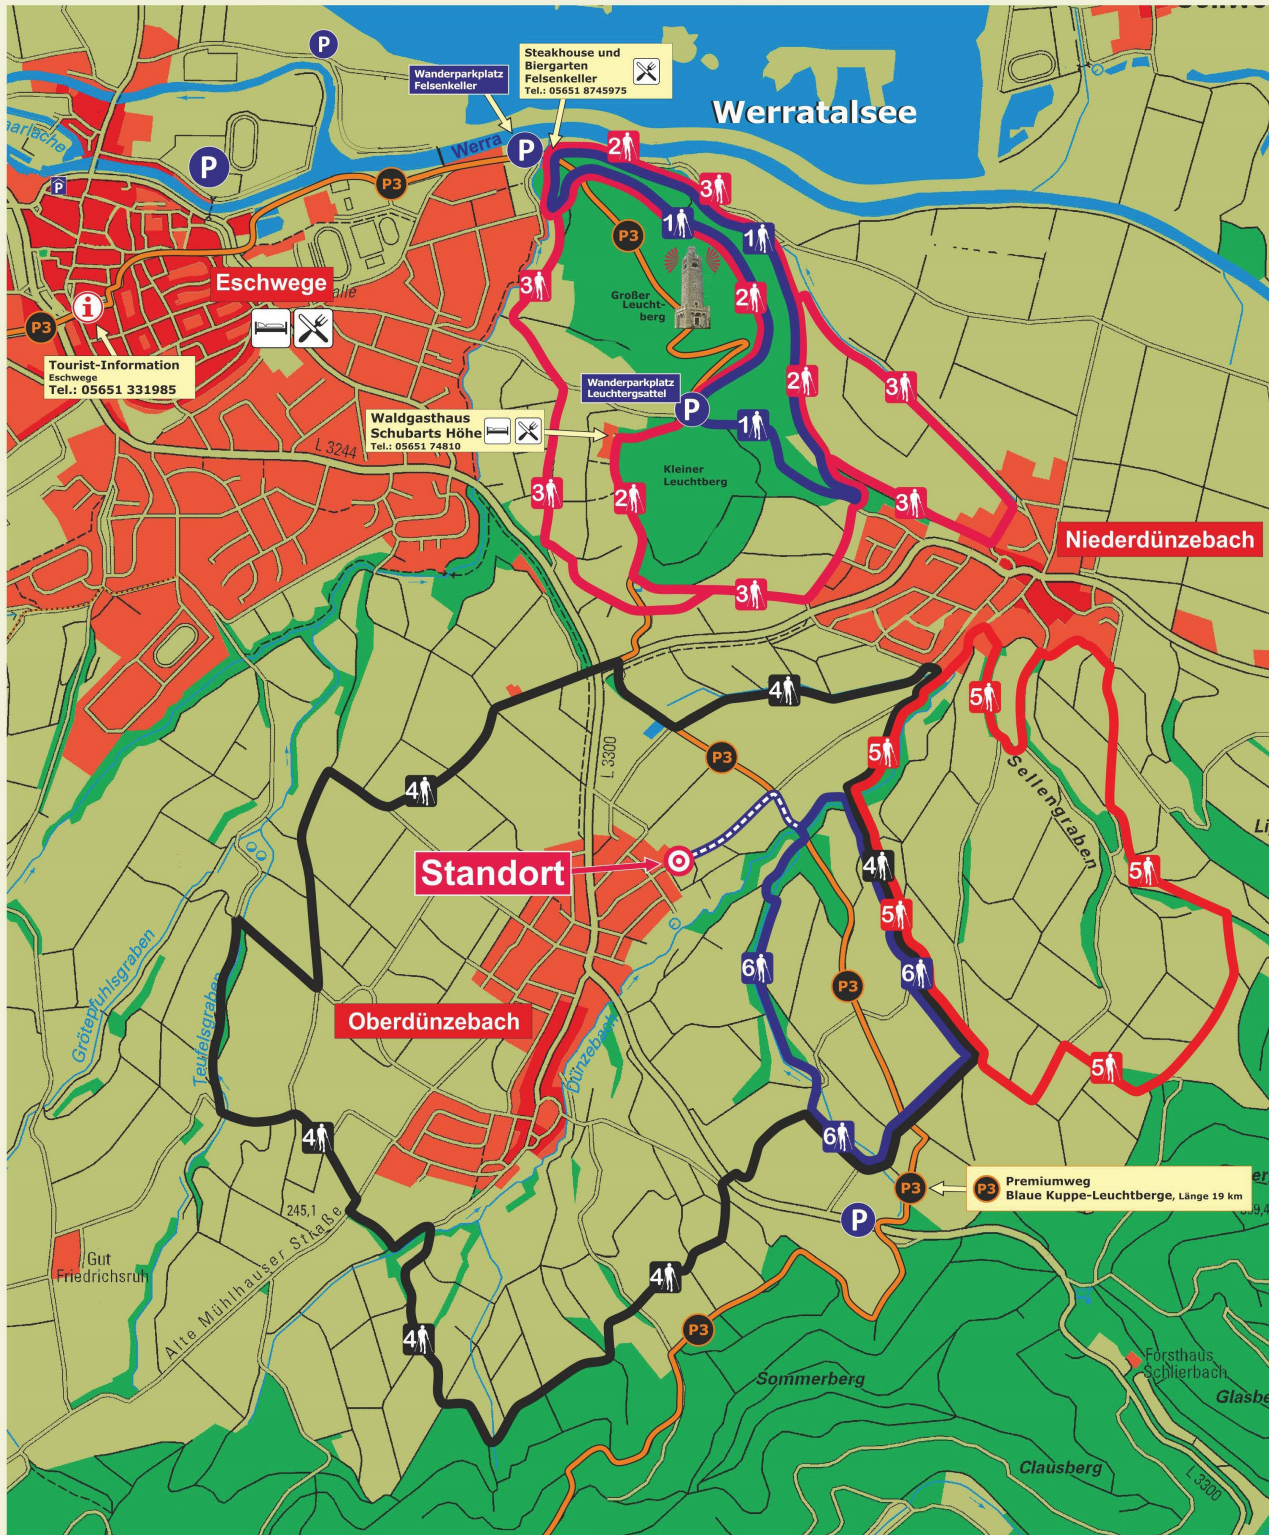 P
Steakhouse und
Biergarten
Felsenkeller
Tel.: 05651 8745975
Wanderparkplatz
Felsenkeller
Werratalsee
Werra
P
P
P
2
3
P3
1
1
P3
Eschwege
3
Großer
Leucht-
berg
2
i
P3
Tourist-Information
Eschwege
Tel.: 05651 331985
Wanderparkplatz
Leuchtergsattel
P
2
3
Waldgasthaus
Schubarts Höhe
Tel.: 05651 74810
1
L 3244
Kleiner
Leuchtberg
3
2
3
Niederdünzebach
3
4
5
P3
5
L 3300
4
Sellengraben
Standort
4
5
5
Grötepfuhlsgraben
Teufelsgraben
6
6
P3
Oberdünzebach
Dünzebach
5
4
6
P3
P3
Premiumweg
Blaue Kuppe-Leuchtberge, Länge 19 km
245,1
P
Gut
Friedrichsruh
Alte Mühlhauser Straße
4
4
P3
Forsthaus
Schlierbach
Sommerberg
Clausberg
L 3300